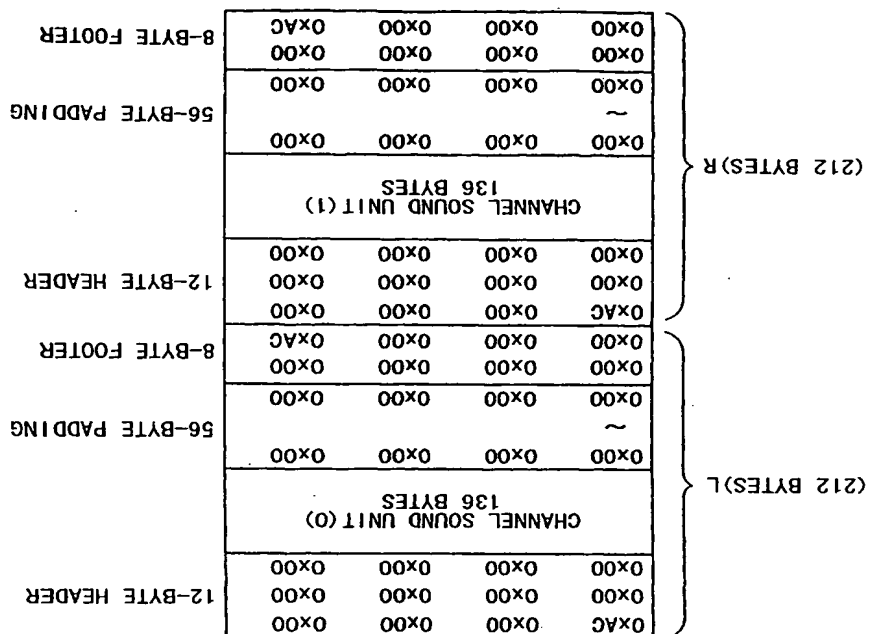 0xAC 0x00 0x00 0x00
0x00 0x00 0x00 0x00
0x00 0x00 0x00 0x00
12-BYTE HEADER
CHANNEL SOUND UNIT(0)
136 BYTES
(212 BYTES)L
0x00 0x00 0x00 0x00
~
0x00 0x00 0x00 0x00
56-BYTE PADDING
0x00 0x00 0x00 0x00
0x00 0x00 0x00 0xAC
8-BYTE FOOTER
0xAC 0x00 0x00 0x00
0x00 0x00 0x00 0x00
0x00 0x00 0x00 0x00
12-BYTE HEADER
CHANNEL SOUND UNIT(1)
136 BYTES
(212 BYTES)R
0x00 0x00 0x00 0x00
~
0x00 0x00 0x00 0x00
56-BYTE PADDING
0x00 0x00 0x00 0x00
0x00 0x00 0x00 0xAC
8-BYTE FOOTER